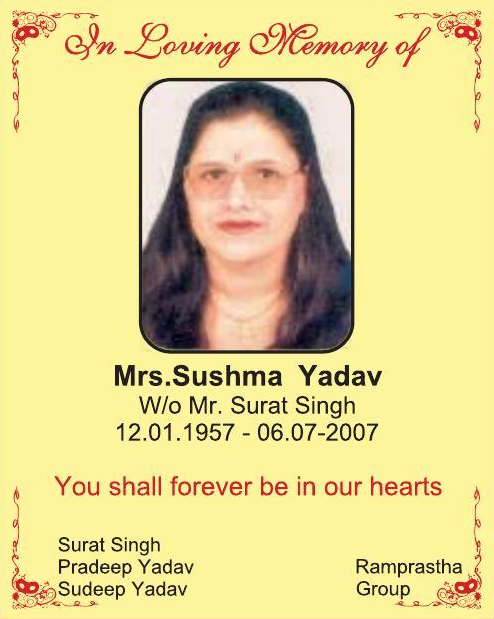 In Loving Memory of
Mrs.Sushma Yadav
W/o Mr. Surat Singh
12.01.1957 - 06.07-2007
You shall forever be in our hearts
Surat Singh
Pradeep Yadav
Sudeep Yadav
Ramprastha
Group